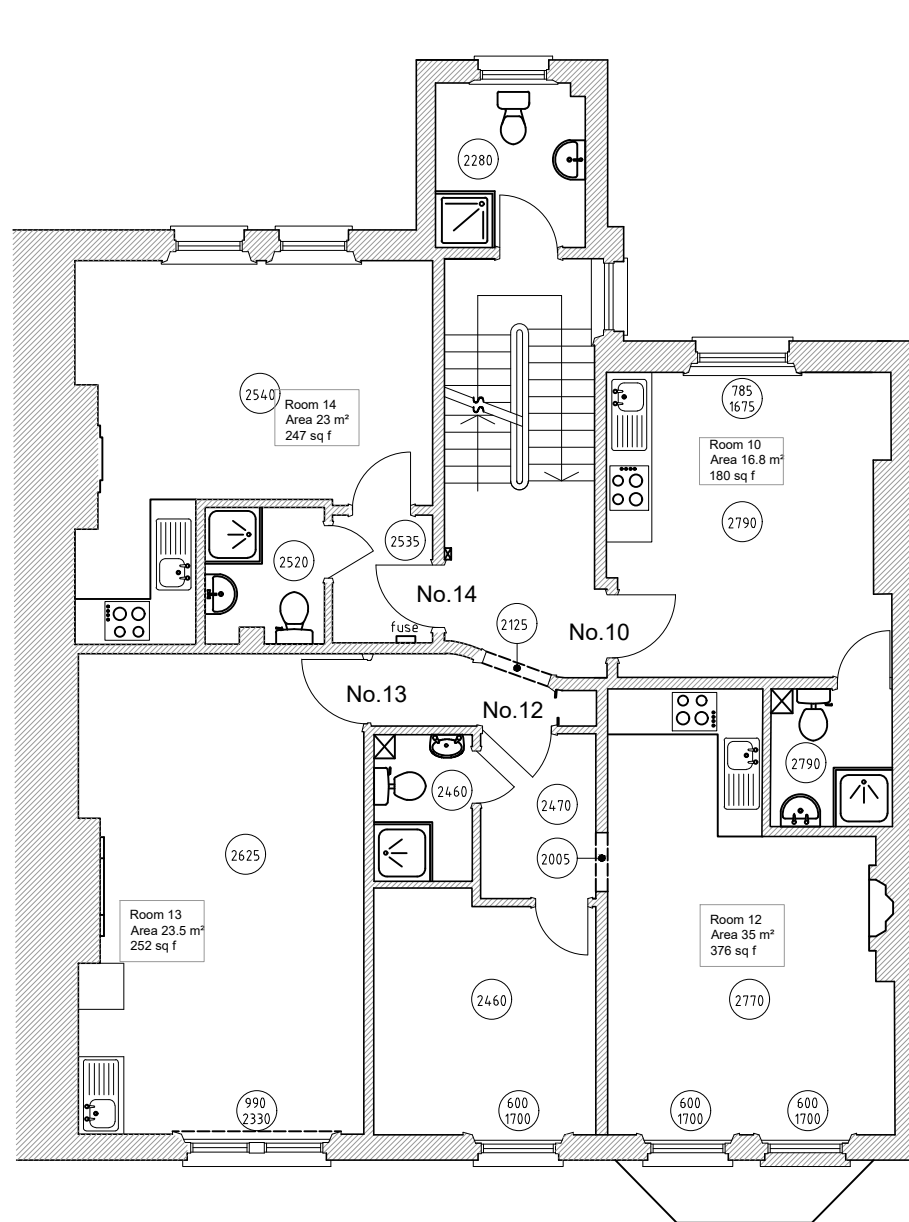 2280
2540
Room 14
Area 23 m²
247 sq f
785
1675
Room 10
Area 16.8 m²
180 sq f
2790
2535
2520
No.14
fuse
2125
No.10
No.13
No.12
2790
2460
2470
2625
2005
Room 13
Area 23.5 m²
252 sq f
Room 12
Area 35 m²
376 sq f
2460
2770
990
2330
600
1700
600
1700
600
1700